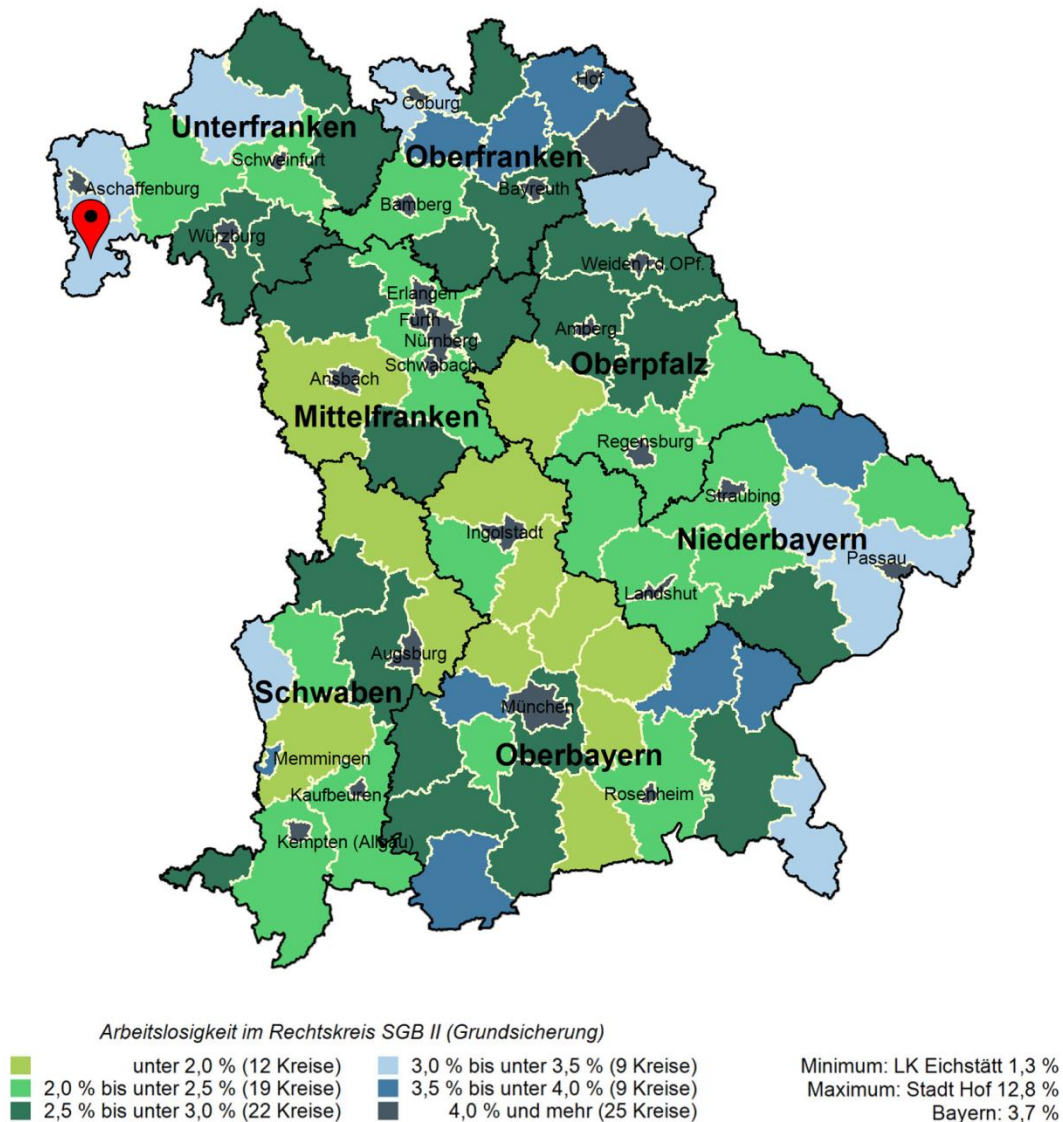 Hof
Coburg
Unterfranken
Oberfranken
Schweinfurt
Aschaffenburg
Bayreuth
Bamberg
Würzburg
Weiden i.d.OPf.
Erlangen
Fürth
Amberg
Nürnberg
Schwabach
Oberpfalz
Ansbach
Mittelfranken
Regensburg
Straubing
Ingolstadt
Niederbayern
Passau
Landshut
Augsburg
Schwaben
München
Oberbayern
Memmingen
Kaufbeuren
Rosenheim
Kempten (Allgäu)
Arbeitslosigkeit im Rechtskreis SGB II (Grundsicherung)
unter 2,0 % (12 Kreise)
2,0 % bis unter 2,5 % (19 Kreise)
2,5 % bis unter 3,0 % (22 Kreise)
3,0 % bis unter 3,5 % (9 Kreise)
3,5 % bis unter 4,0 % (9 Kreise)
4,0 % und mehr (25 Kreise)
Minimum: LK Eichstätt 1,3 %
Maximum: Stadt Hof 12,8 %
Bayern: 3,7 %